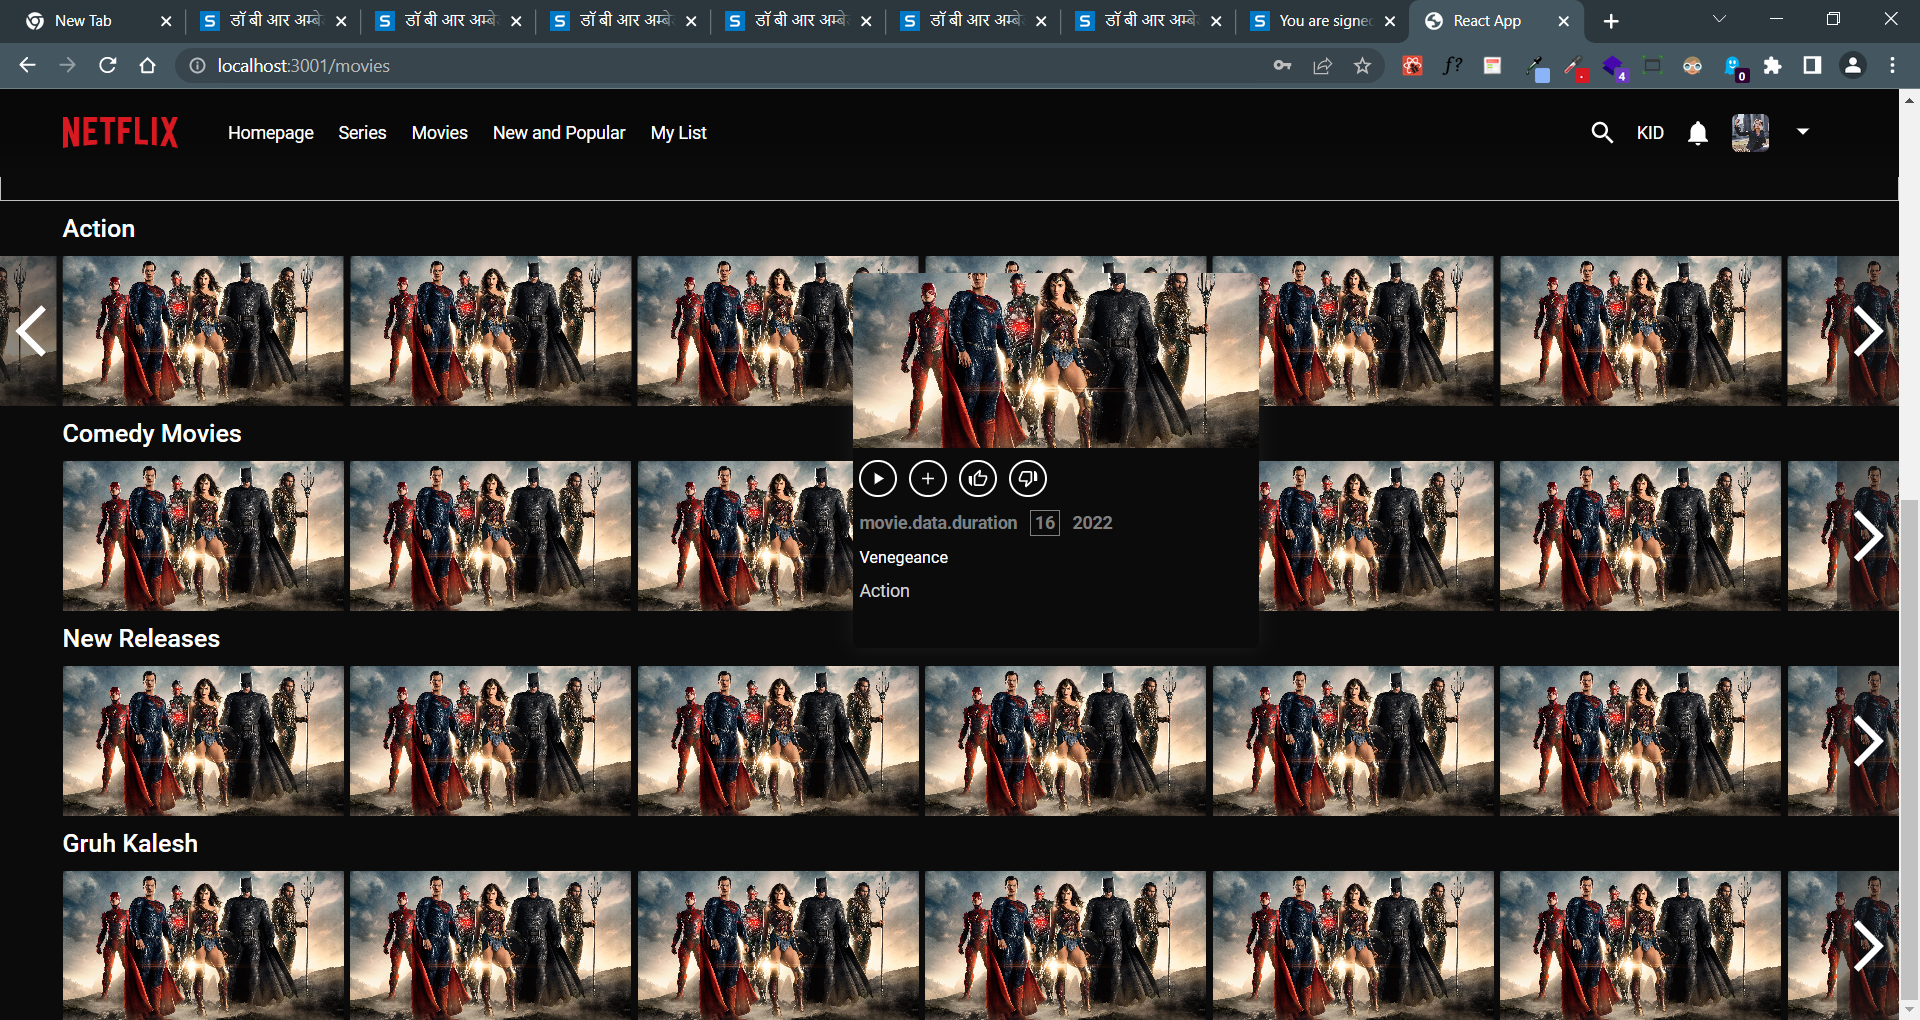 New Tab
डॉ बी आर अम्बे
डॉ बी आर अम्बे
डॉ बी आर अम्बे
डॉ बी आर अम्बे
डॉ बी आर अम्बे
डॉ बी आर अम्बे
You are signe
React App
localhost:3001/movies
f?
4
0
NETFLIX
Homepage
Series
Movies
New and Popular
My List
KID
Action
Comedy Movies
movie.data.duration 16 2022
Venegeance
Action
New Releases
Gruh Kalesh